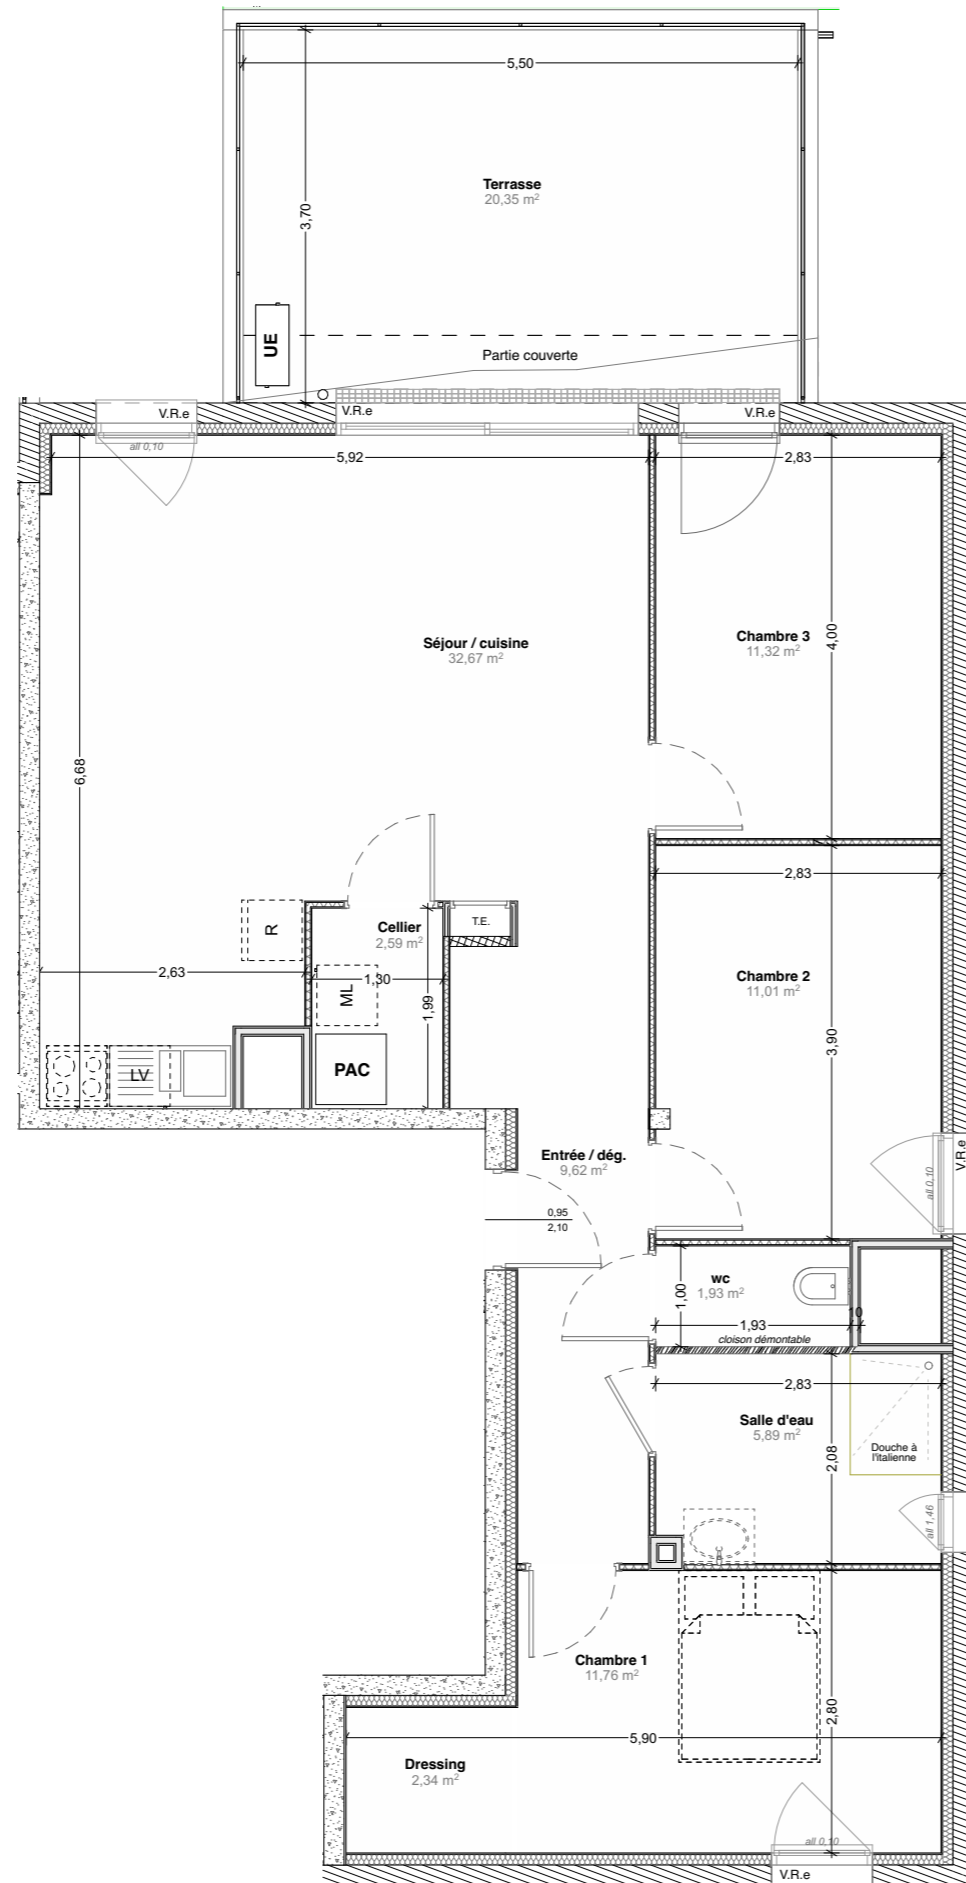 5,50
Terrasse
20,35 m²
3,70
UE
Partie couverte
V.R.e
V.R.e
V.R.e
all 0,10
5,92
2,83
Séjour / cuisine
32,67 m²
Chambre 3
11,32 m²
4,00
6,68
2,83
R
Cellier
2,59 m²
T.E.
2,63
1,30
ML
1,99
Chambre 2
11,01 m²
3,90
LV
PAC
Entrée / dég.
9,62 m²
V.R.e
all 0,10
0,95
2,10
wc
1,93 m²
1,00
1,93
10
cloison démontable
2,83
Salle d'eau
5,89 m²
2,08
Douche à
l'italienne
all 1,46
Chambre 1
11,76 m²
2,80
5,90
Dressing
2,34 m²
all 0,10
V.R.e